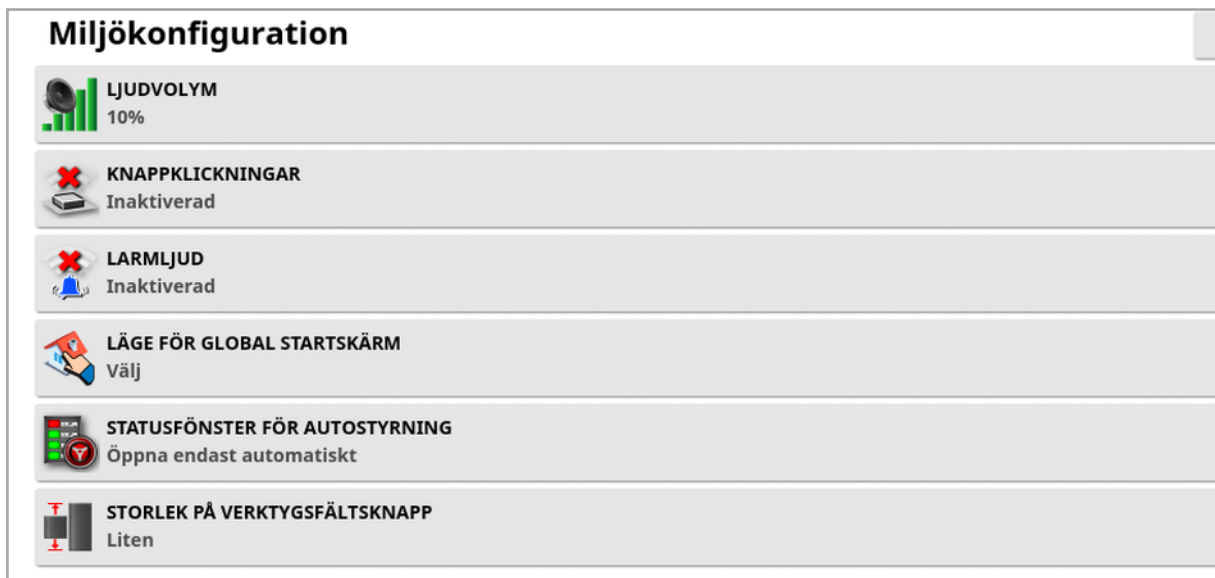 Miljökonfiguration
LJUDVOLYM
10%
KNAPPKLICKNINGAR
Inaktiverad
LARMLJUD
Inaktiverad
LÄGE FÖR GLOBAL STARTSKÄRM
Välj
STATUSFÖNSTER FÖR AUTOSTYRNING
Öppna endast automatiskt
STORLEK PÅ VERKTYGSFÄLTSKNAPP
Liten